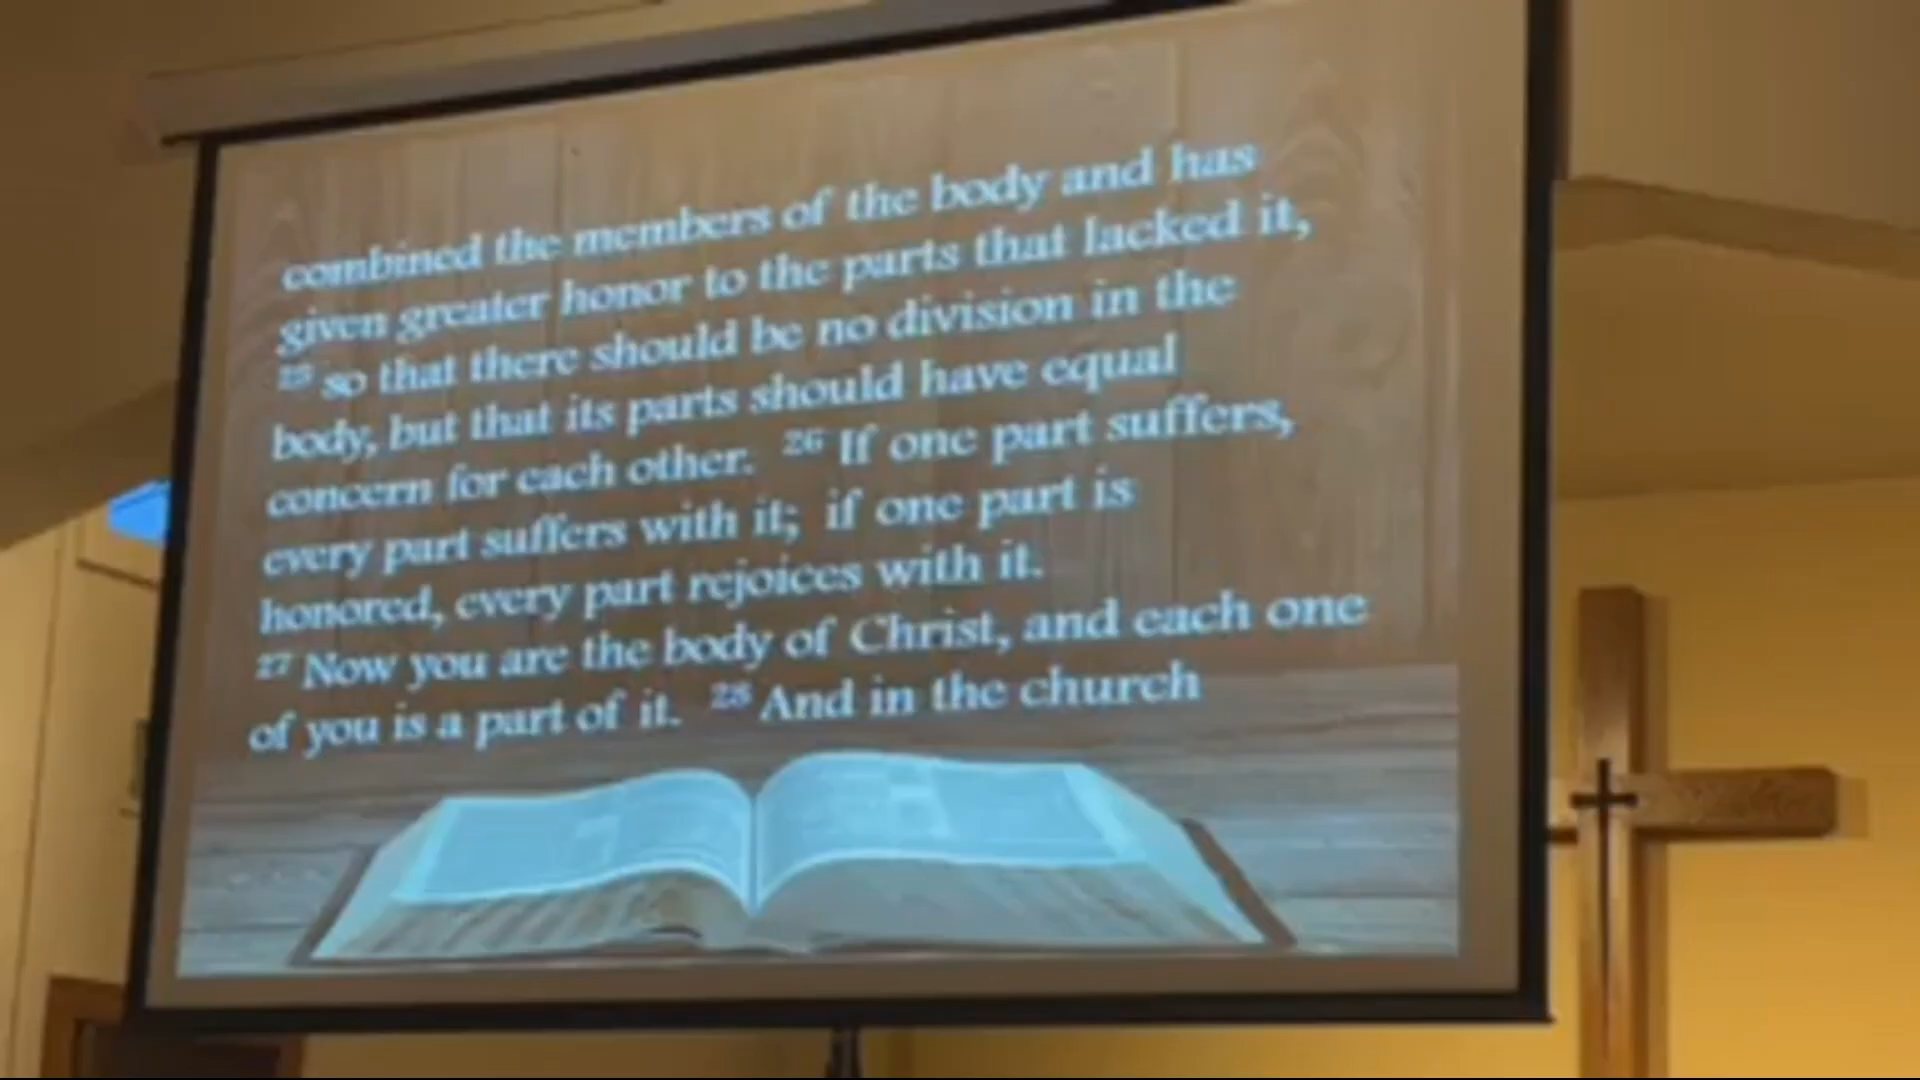 combined the members of the body and has
given greater honor to the parts that lacked it,
25 so that there should be no division in the
body, but that its parts should have equal
concern for each other. 26 If one part suffers,
every part suffers with it; if one part is
honored, every part rejoices with it.
27 Now you are the body of Christ, and each one
of you is a part of it. 28 And in the church